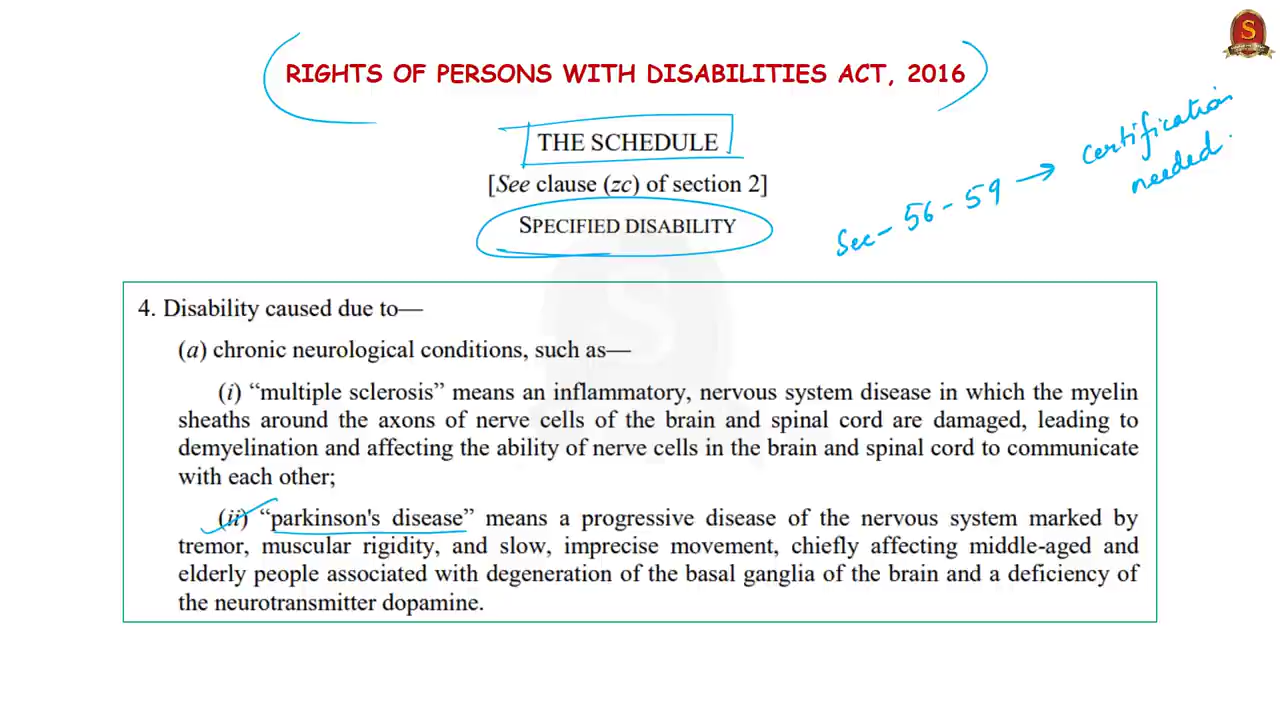 S
RIGHTS OF PERSONS WITH DISABILITIES ACT, 2016
THE SCHEDULE
[See clause (zc) of section 2]
SPECIFIED DISABILITY
Sec - 56 - 59 → certification
needed.
4. Disability caused due to—
(a) chronic neurological conditions, such as—
(i) “multiple sclerosis” means an inflammatory, nervous system disease in which the myelin
sheaths around the axons of nerve cells of the brain and spinal cord are damaged, leading to
demyelination and affecting the ability of nerve cells in the brain and spinal cord to communicate
with each other;
(ii) “parkinson's disease” means a progressive disease of the nervous system marked by
tremor, muscular rigidity, and slow, imprecise movement, chiefly affecting middle-aged and
elderly people associated with degeneration of the basal ganglia of the brain and a deficiency of
the neurotransmitter dopamine.